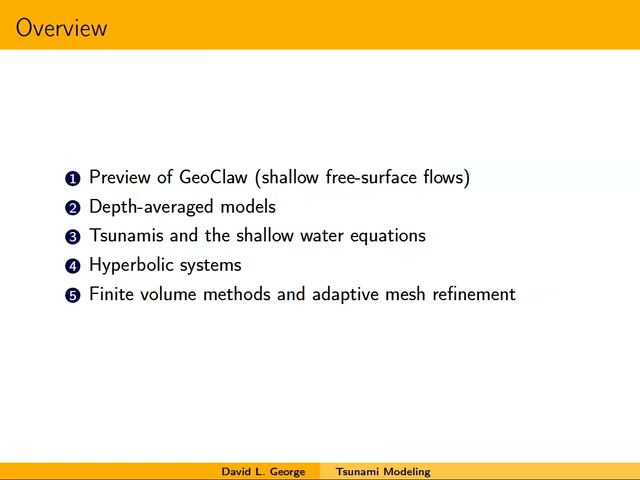 Overview
1 Preview of GeoClaw (shallow free-surface flows)
2 Depth-averaged models
3 Tsunamis and the shallow water equations
4 Hyperbolic systems
5 Finite volume methods and adaptive mesh refinement
David L. George Tsunami Modeling